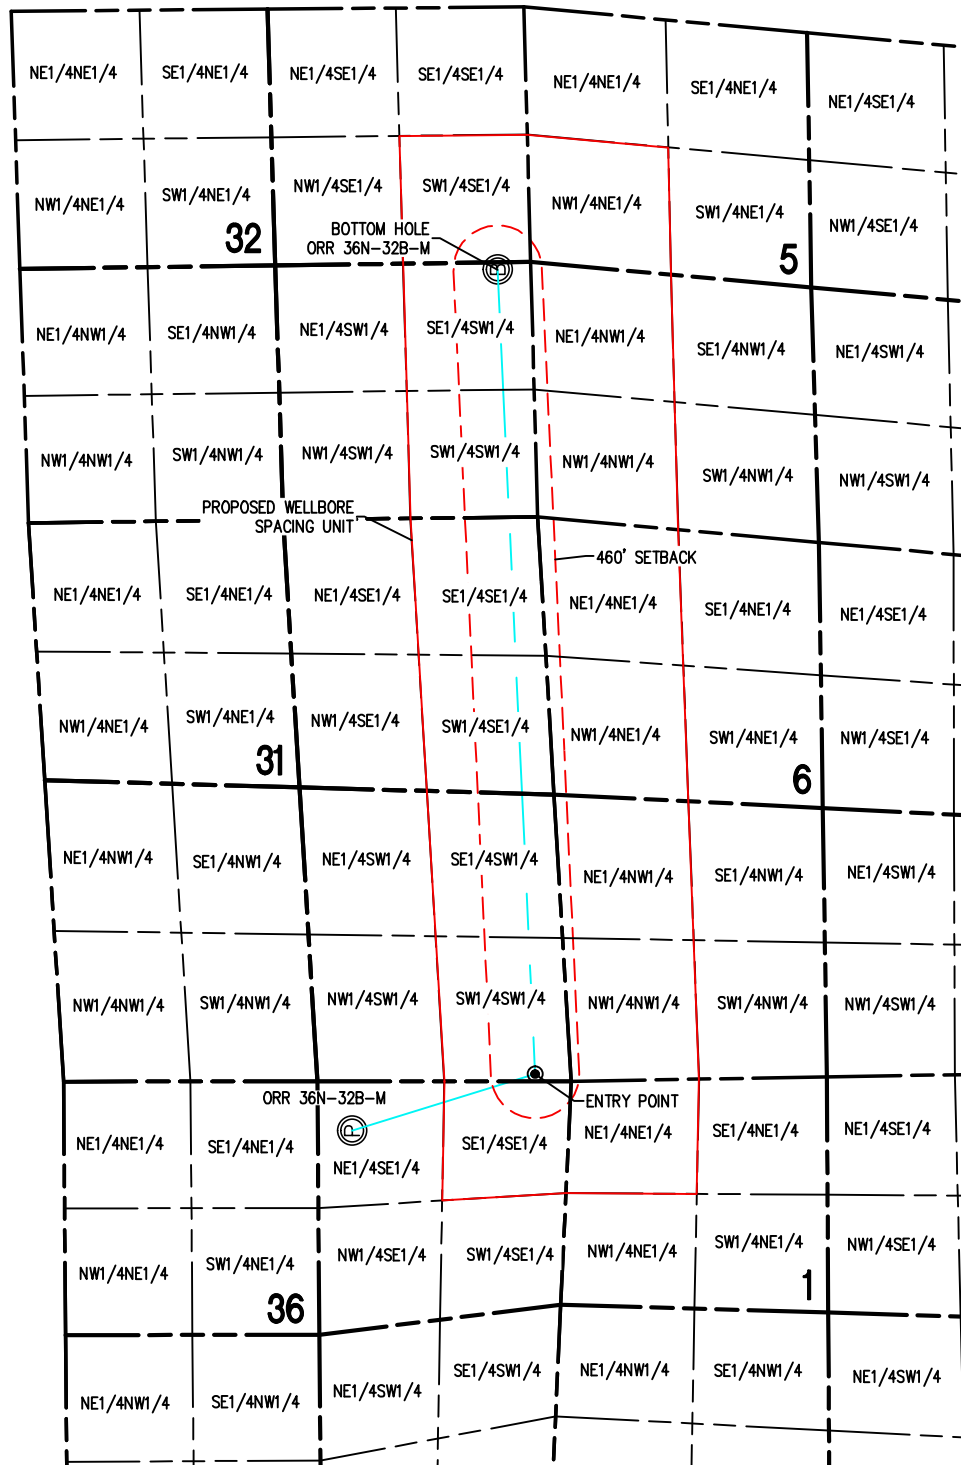 NE1/4NE1/4 SE1/4NE1/4 NE1/4SE1/4 SE1/4SE1/4 NE1/4NE1/4 SE1/4NE1/4 NE1/4SE1/4
NW1/4NE1/4 SW1/4NE1/4 NW1/4SE1/4 SW1/4SE1/4 NW1/4NE1/4 SW1/4NE1/4 NW1/4SE1/4
32 5
BOTTOM HOLE
ORR 36N-32B-M
NE1/4NW1/4 SE1/4NW1/4 NE1/4SW1/4 SE1/4SW1/4 NE1/4NW1/4 SE1/4NW1/4 NE1/4SW1/4
NW1/4NW1/4 SW1/4NW1/4 NW1/4SW1/4 SW1/4SW1/4 NW1/4NW1/4 SW1/4NW1/4 NW1/4SW1/4
PROPOSED WELLBORE
SPACING UNIT
460' SETBACK
NE1/4NE1/4 SE1/4NE1/4 NE1/4SE1/4 SE1/4SE1/4 NE1/4NE1/4 SE1/4NE1/4 NE1/4SE1/4
NW1/4NE1/4 SW1/4NE1/4 NW1/4SE1/4 SW1/4SE1/4 NW1/4NE1/4 SW1/4NE1/4 NW1/4SE1/4
31 6
NE1/4NW1/4 SE1/4NW1/4 NE1/4SW1/4 SE1/4SW1/4 NE1/4NW1/4 SE1/4NW1/4 NE1/4SW1/4
NW1/4NW1/4 SW1/4NW1/4 NW1/4SW1/4 SW1/4SW1/4 NW1/4NW1/4 SW1/4NW1/4 NW1/4SW1/4
ORR 36N-32B-M
ENTRY POINT
NE1/4NE1/4 SE1/4NE1/4 NE1/4SE1/4 SE1/4SE1/4 NE1/4NE1/4 SE1/4NE1/4 NE1/4SE1/4
NW1/4NE1/4 SW1/4NE1/4 NW1/4SE1/4 SW1/4SE1/4 NW1/4NE1/4 SW1/4NE1/4 NW1/4SE1/4
36 1
NE1/4NW1/4 SE1/4NW1/4 NE1/4SW1/4 SE1/4SW1/4 NE1/4NW1/4 SE1/4NW1/4 NE1/4SW1/4